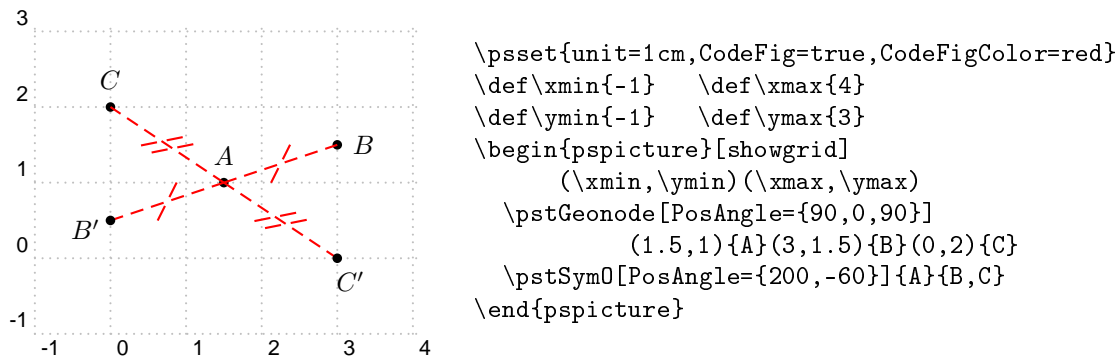 3
2
1
0
-1
-1 0 1 2 3 4
C
A
B
B′
C′
\psset{unit=1cm,CodeFig=true,CodeFigColor=red}
\def\xmin{-1} \def\xmax{4}
\def\ymin{-1} \def\ymax{3}
\begin{pspicture}[showgrid]
(\xmin,\ymin)(\xmax,\ymax)
\pstGeonode[PosAngle={90,0,90}]
(1.5,1){A}(3,1.5){B}(0,2){C}
\pstSymO[PosAngle={200,-60}]{A}{B,C}
\end{pspicture}